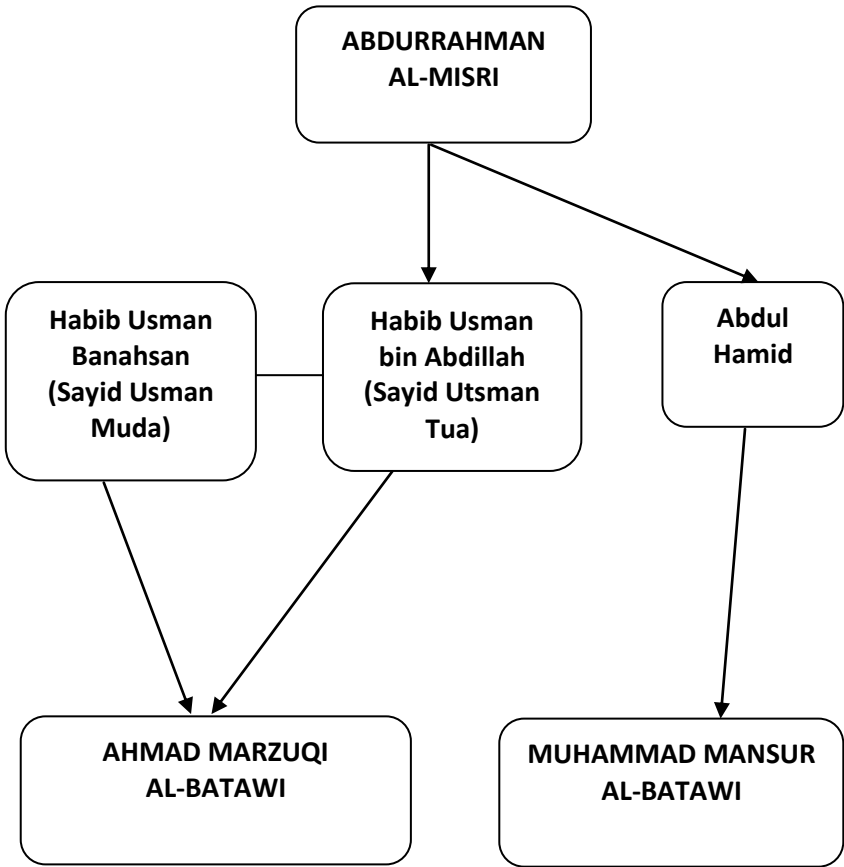 ABDURRAHMAN
AL-MISRI
Habib Usman
Banahsan
(Sayid Usman
Muda)
Habib Usman
bin Abdillah
(Sayid Utsman
Tua)
Abdul
Hamid
AHMAD MARZUQI
AL-BATAWI
MUHAMMAD MANSUR
AL-BATAWI